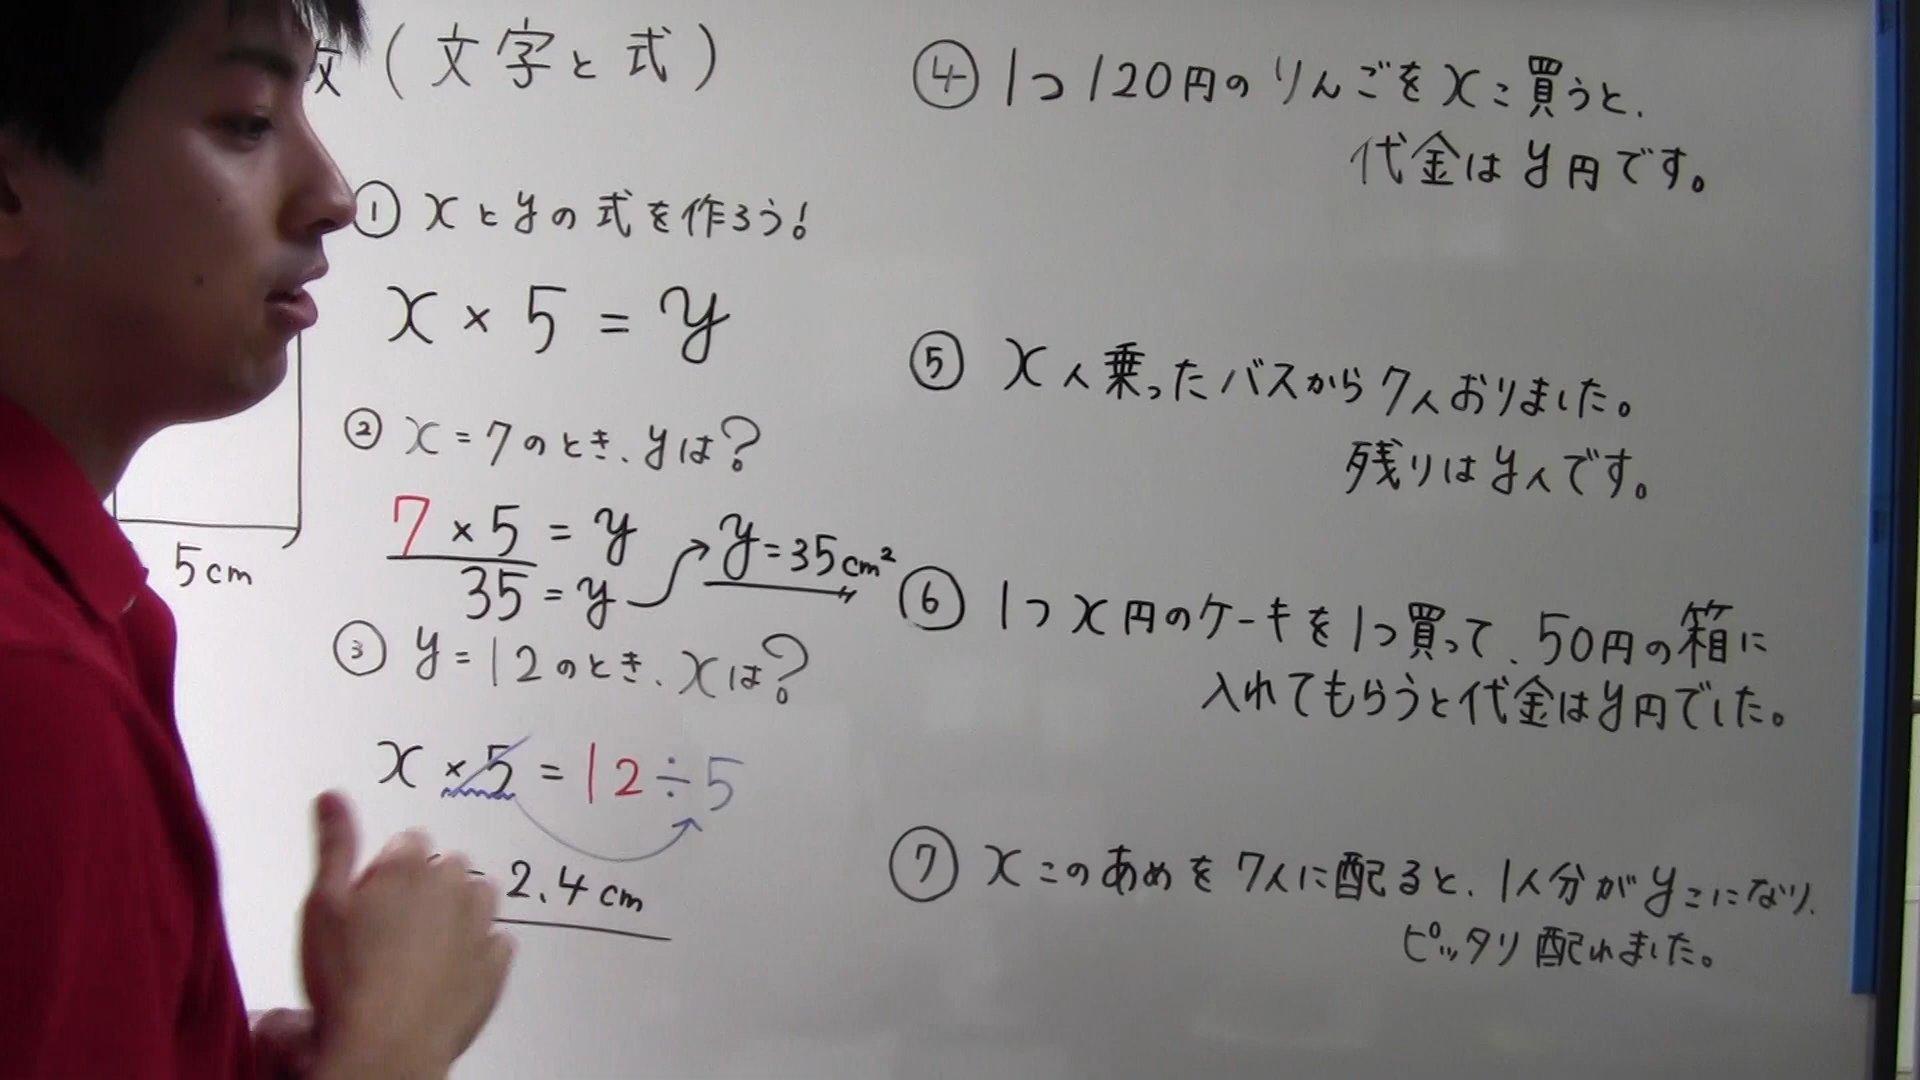 （文字と式）
① xとyの式を作ろう！
x × 5 = y
② x=7のとき、yは？
7 × 5 = y
35 = y
y=35cm²
③ y=12のとき、xは？
x × 5 = 12 ÷ 5
= 2.4cm
5cm
④ 1つ120円のりんごをxこ買うと、
代金はy円です。
⑤ x人乗ったバスから7人おりました。
残りはy人です。
⑥ 1つx円のケーキを1つ買って、50円の箱に
入れてもらうと代金はy円でした。
⑦ xこのあめを7人に配ると、1人分がyこになり、
ピッタリ配れました。